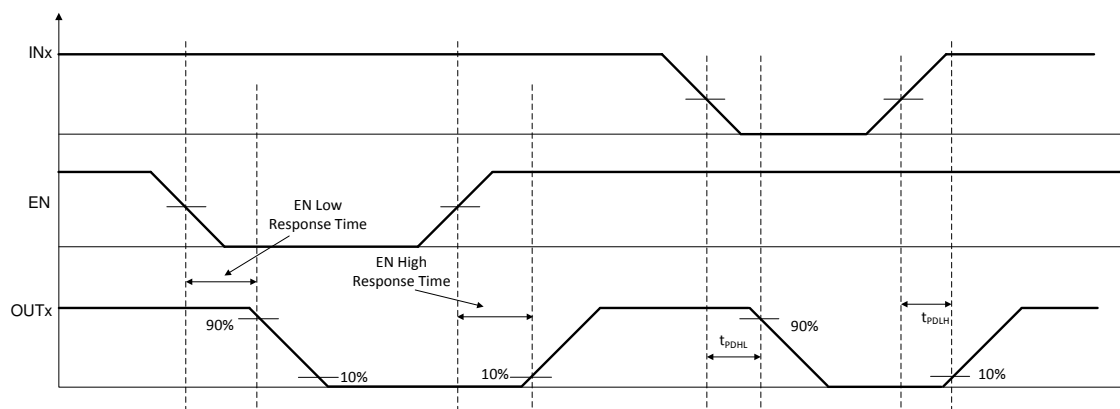 INx
EN
EN Low
Response Time
EN High
Response Time
OUTx
90%
10%
10%
tPDHL
90%
tPDLH
10%